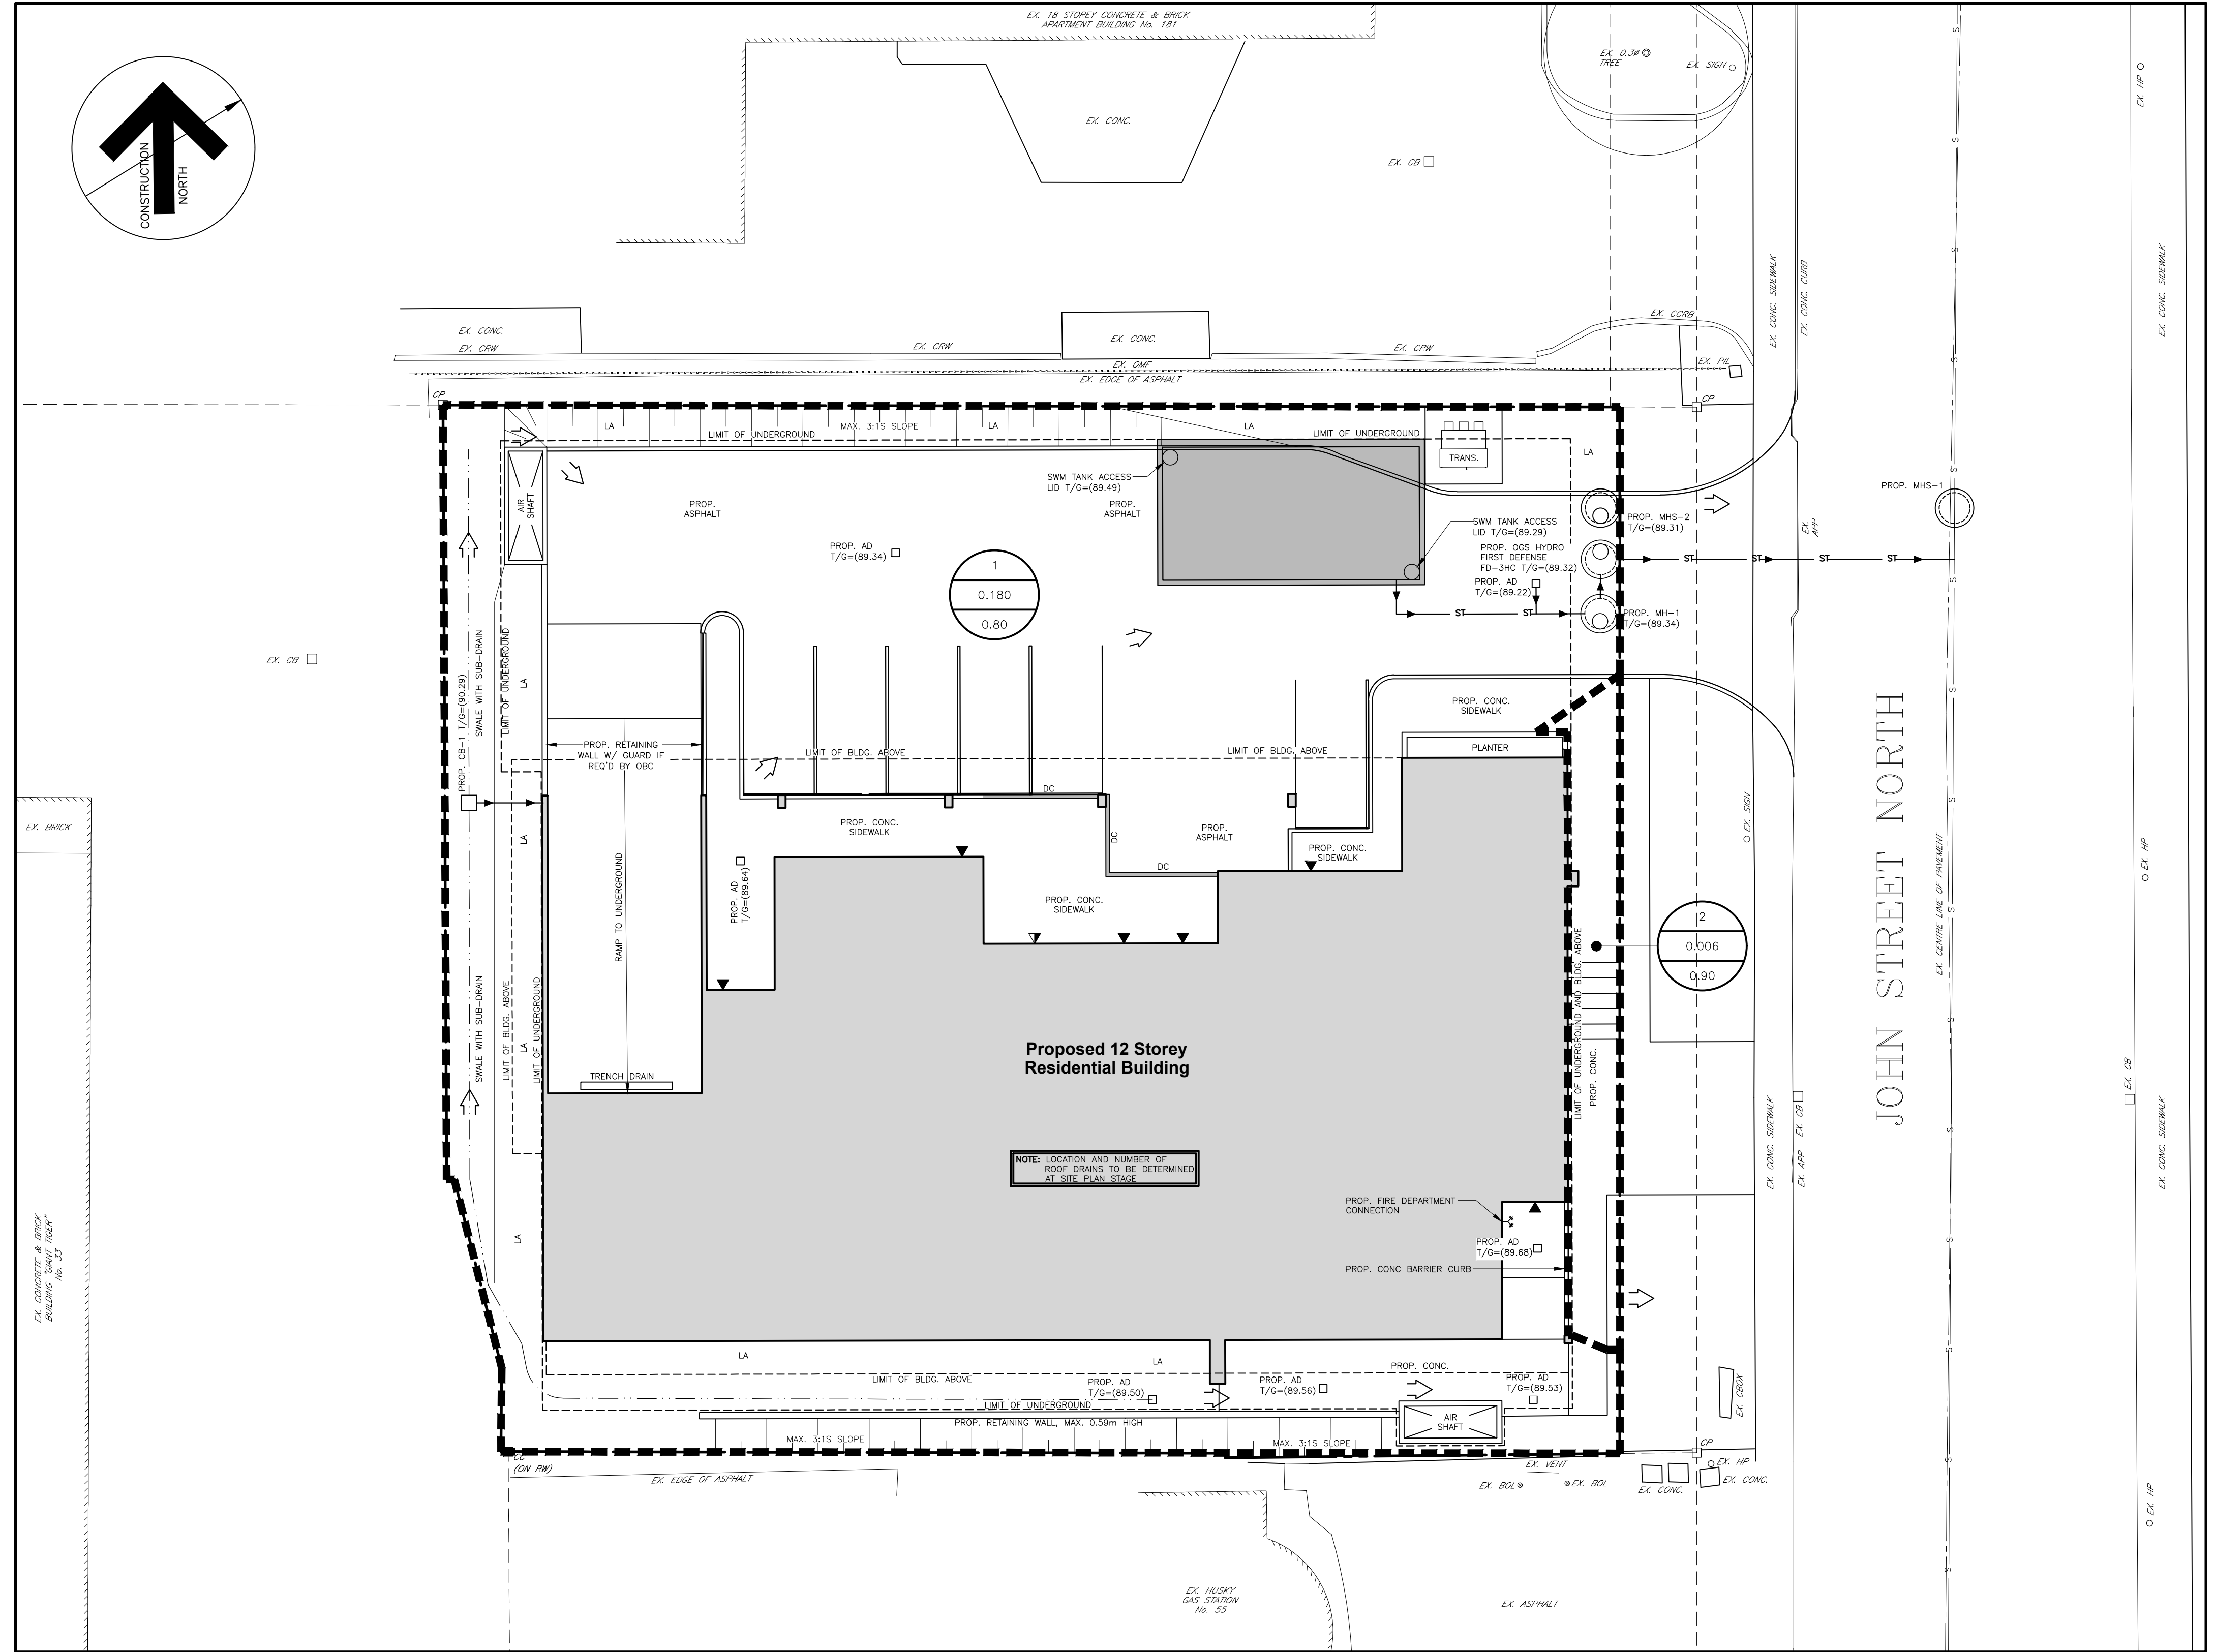 EX. 18 STOREY CONCRETE & BRICK
APARTMENT BUILDING No. 181
EX. 0.3ø
TREE
EX. SIGN
EX. HP
CONSTRUCTION
NORTH
EX. CONC.
EX. CB
S
S
S
EX. CONC. SIDEWALK
EX. CONC. CURB
EX. CONC. SIDEWALK
EX. CONC.
EX. CRW
EX. CRW
EX. CONC.
EX. CRW
EX. CCRB
EX. OMF
EX. EDGE OF ASPHALT
EX. PIL
S
CP
CP
LA
LIMIT OF UNDERGROUND
MAX. 3:1S SLOPE
LA
LA
LIMIT OF UNDERGROUND
TRANS.
LA
S
AIR
SHAFT
PROP.
ASPHALT
SWM TANK ACCESS
LID T/G=(89.49)
PROP.
ASPHALT
PROP. MHS-1
PROP. MHS-2
T/G=(89.31)
SWM TANK ACCESS
LID T/G=(89.29)
EX.
APP.
PROP. AD
T/G=(89.34)
PROP. OGS HYDRO
FIRST DEFENSE
FD-3HC T/G=(89.32)
ST
ST
ST
ST
PROP. AD
T/G=(89.22)
1
0.180
0.80
ST
ST
PROP. MH-1
T/G=(89.34)
EX. CB
PROP. CB-1 T/G=(90.29)
SWALE WITH SUB-DRAIN
LIMIT OF UNDERGROUND
LA
S
PROP. CONC.
SIDEWALK
PROP. RETAINING
WALL W/ GUARD IF
REQ'D BY OBC
LIMIT OF BLDG. ABOVE
LIMIT OF BLDG. ABOVE
PLANTER
JOHN STREET NORTH
EX. BRICK
DC
S
PROP. CONC.
SIDEWALK
DC
PROP.
ASPHALT
EX. SIGN
LA
PROP. CONC.
SIDEWALK
EX. CENTRE LINE OF PAVEMENT
EX. HP
DC
PROP. AD
T/G=(89.64)
RAMP TO UNDERGROUND
PROP. CONC.
SIDEWALK
2
0.006
0.90
S
SWALE WITH SUB-DRAIN
LIMIT OF BLDG. ABOVE
LA
LIMIT OF UNDERGROUND
LIMIT OF UNDERGROUND AND BLDG. ABOVE
PROP. CONC.
S
Proposed 12 Storey
Residential Building
TRENCH DRAIN
EX. CONC. SIDEWALK
EX. APP
EX. CB
EX. CB
EX. CONC. SIDEWALK
S
NOTE: LOCATION AND NUMBER OF
ROOF DRAINS TO BE DETERMINED
AT SITE PLAN STAGE
PROP. FIRE DEPARTMENT
CONNECTION
LA
PROP. AD
T/G=(89.68)
S
EX. CONCRETE & BRICK
BUILDING "GIANT TIGER"
No. 33
PROP. CONC BARRIER CURB
LA
LA
PROP. CONC.
S
LIMIT OF BLDG. ABOVE
PROP. AD
T/G=(89.50)
PROP. AD
T/G=(89.56)
PROP. AD
T/G=(89.53)
EX. CBOX
LIMIT OF UNDERGROUND
PROP. RETAINING WALL, MAX. 0.59m HIGH
AIR
SHAFT
MAX. 3:1S SLOPE
MAX. 3:1S SLOPE
CP
CC
(ON RW)
EX. EDGE OF ASPHALT
EX. VENT
EX. HP
S
EX. BOL
EX. BOL
EX. CONC.
EX. CONC.
EX. HP
EX. HUSKY
GAS STATION
No. 55
EX. ASPHALT
S